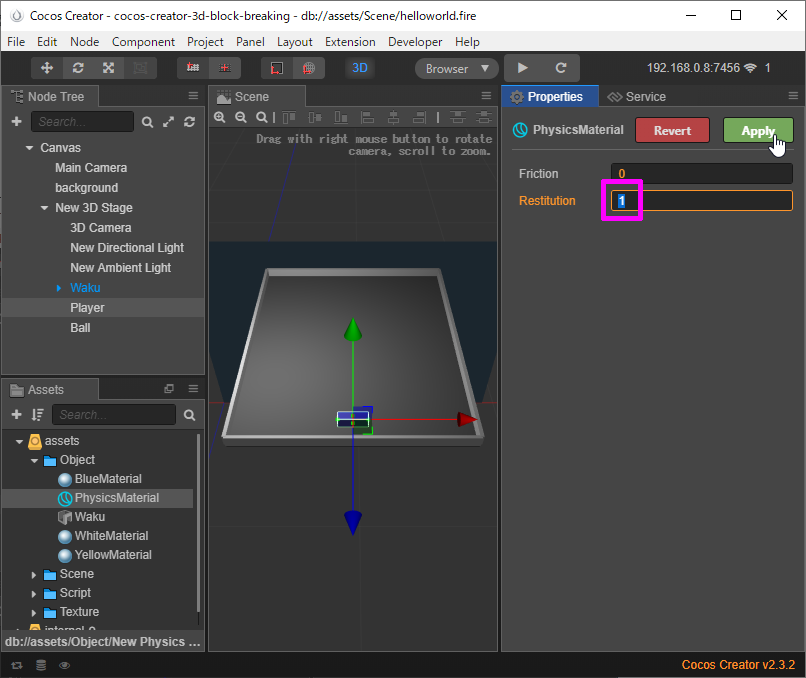 Cocos Creator - cocos-creator-3d-block-breaking - db://assets/Scene/helloworld.fire
File Edit Node Component Project Panel Layout Extension Developer Help
3D Browser 192.168.0.8:7456 1
Node Tree
Search...
Canvas
Main Camera
background
New 3D Stage
3D Camera
New Directional Light
New Ambient Light
Waku
Player
Ball
Assets
Search...
assets
Object
BlueMaterial
PhysicsMaterial
Waku
WhiteMaterial
YellowMaterial
Scene
Script
Texture
db://assets/Object/New Physics ...
Scene
Drag with right mouse button to rotate
camera, scroll to zoom.
Properties Service
PhysicsMaterial Revert Apply
Friction 0
Restitution 1
Cocos Creator v2.3.2